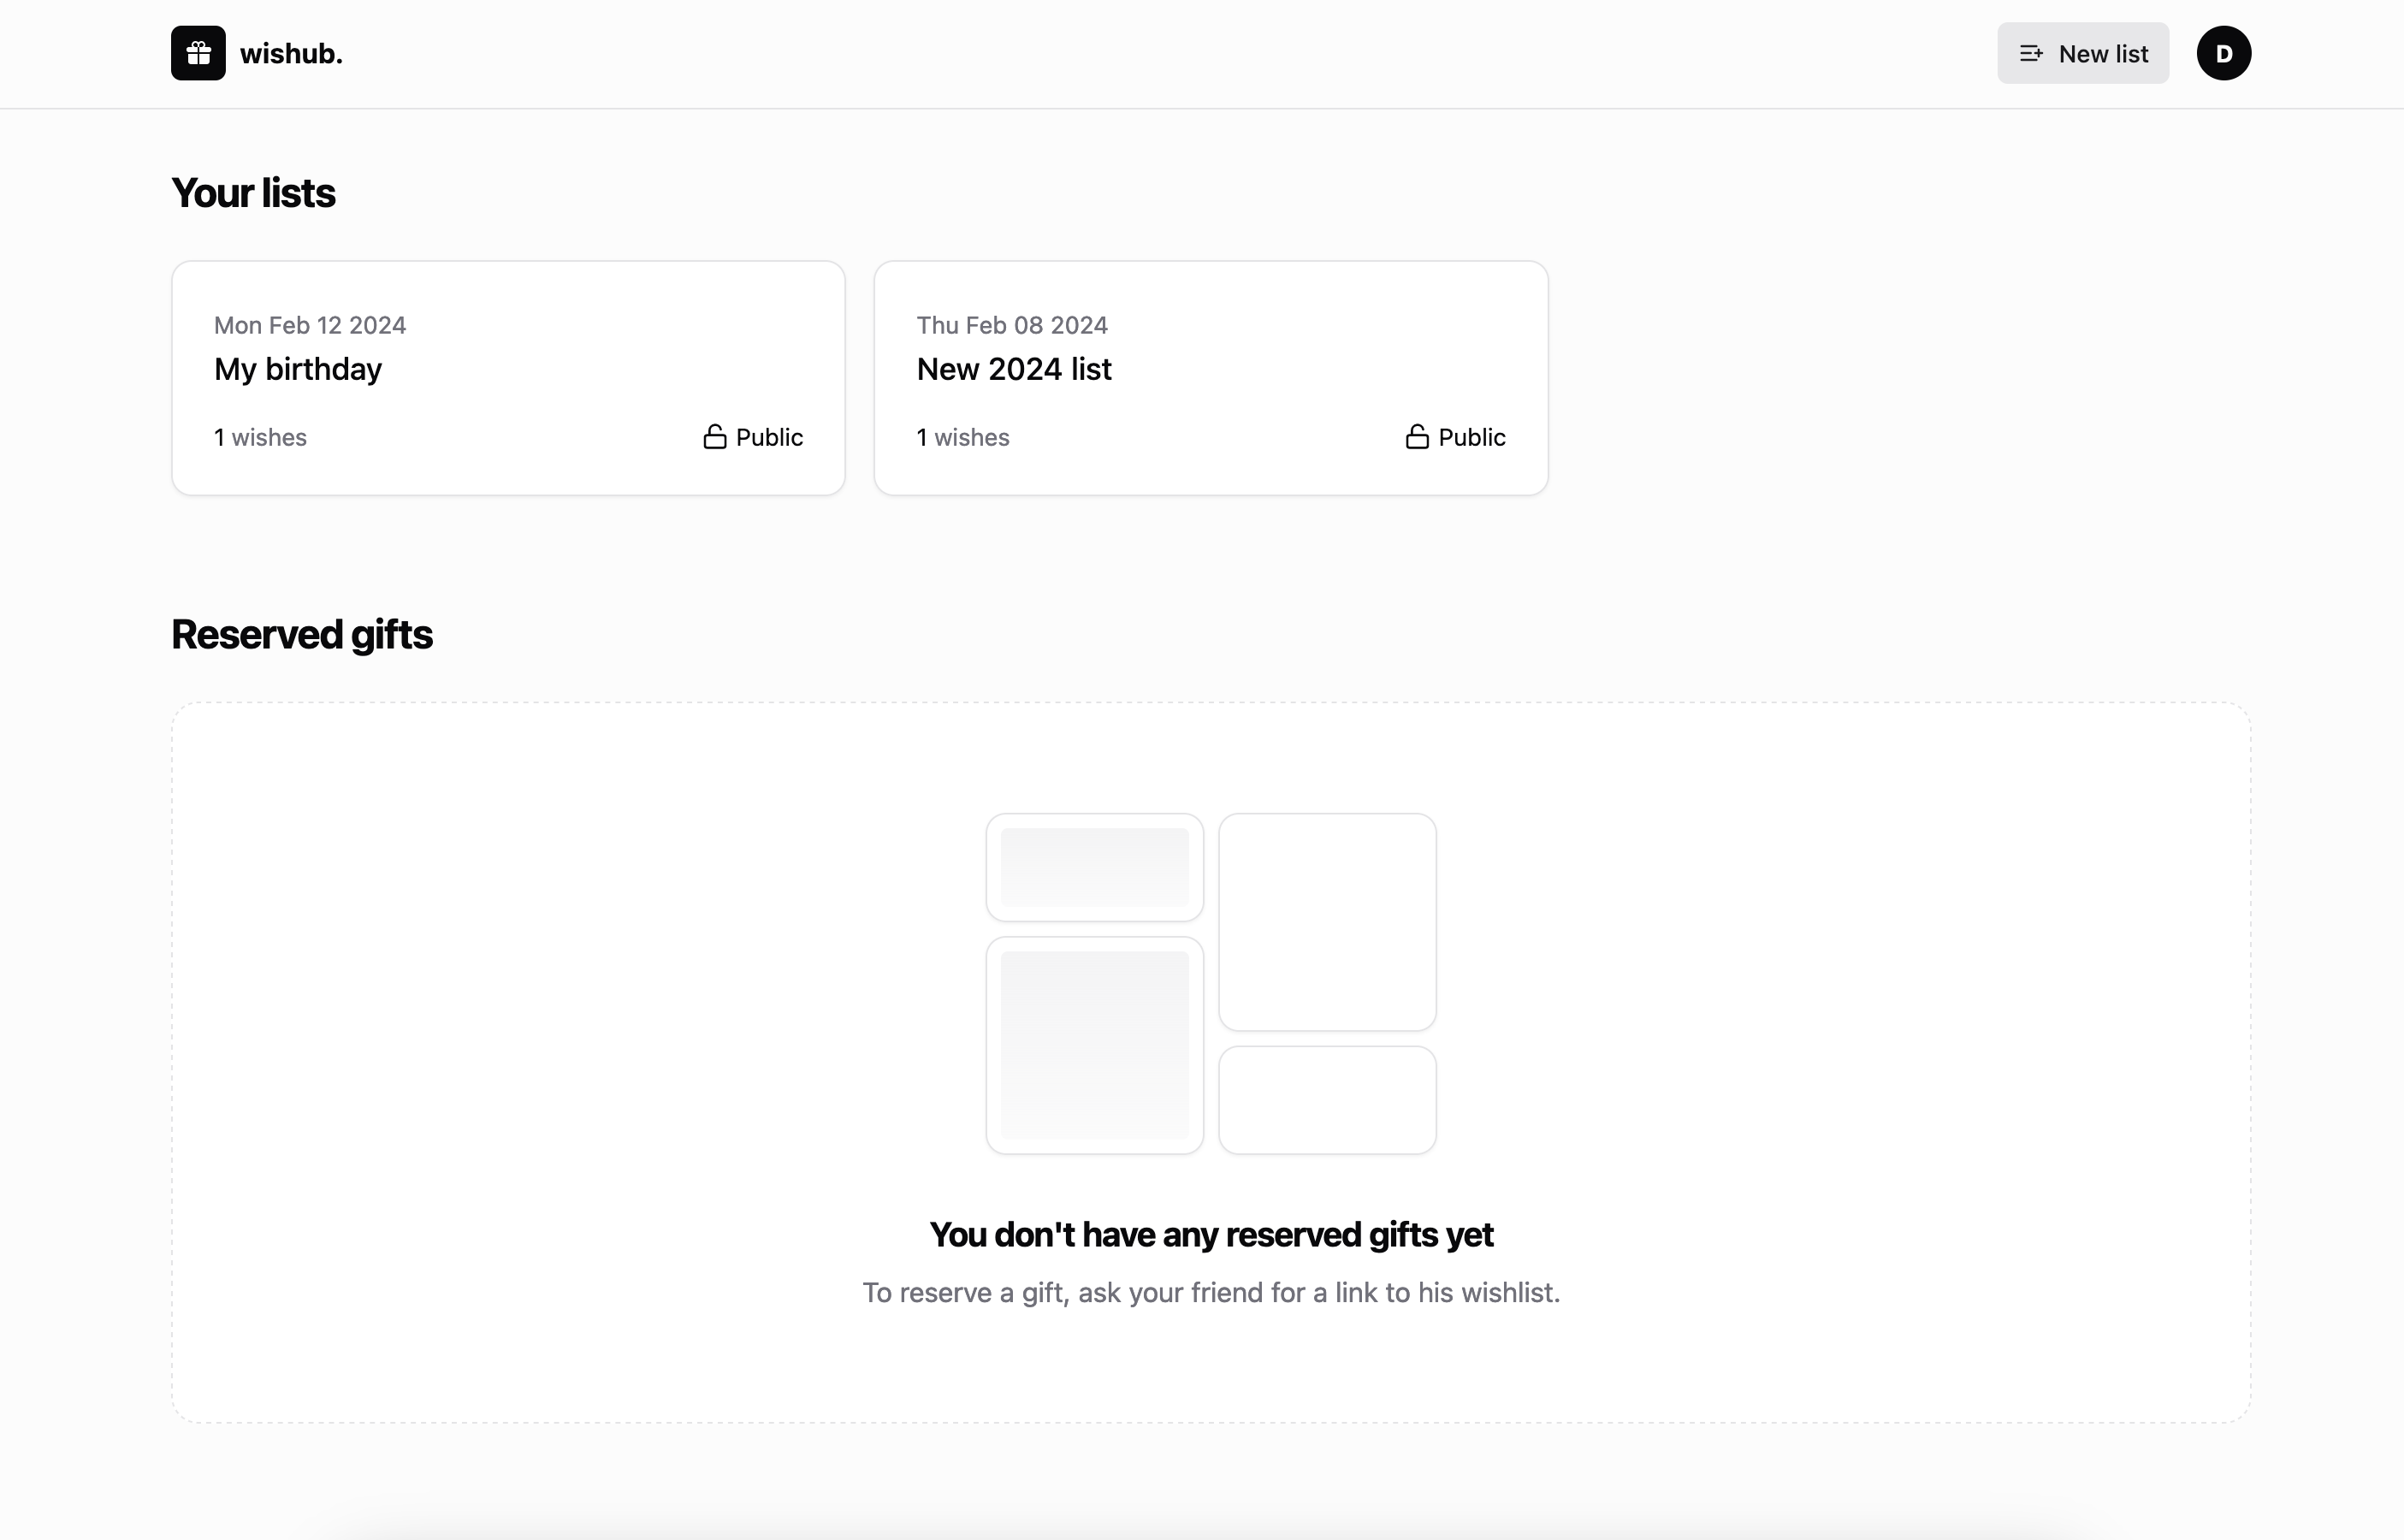 wishub.
New list
D
Your lists
Mon Feb 12 2024
My birthday
1 wishes
Public
Thu Feb 08 2024
New 2024 list
1 wishes
Public
Reserved gifts
You don't have any reserved gifts yet
To reserve a gift, ask your friend for a link to his wishlist.